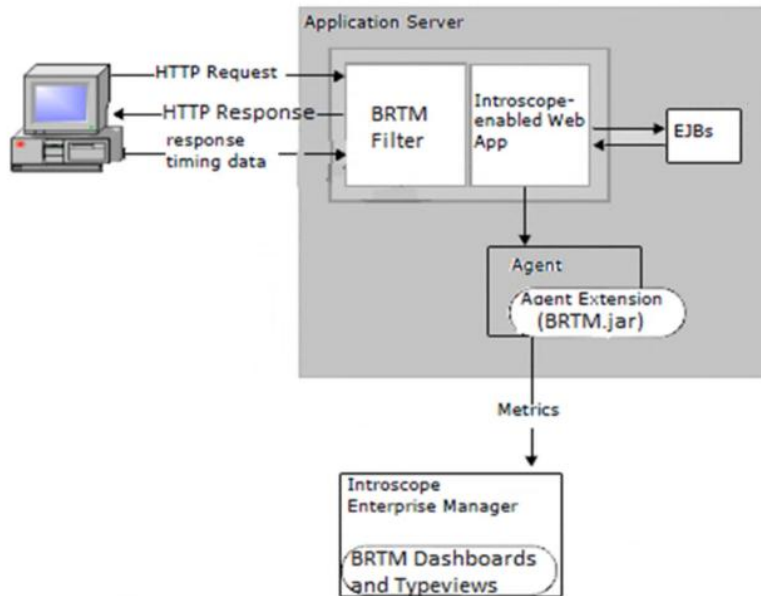 Application Server
HTTP Request
HTTP Response
response
timing data
BRTM
Filter
Introscope-
enabled Web
App
EJBs
Agent
Agent Extension
(BRTM.jar)
Metrics
Introscope
Enterprise Manager
BRTM Dashboards
and Typeviews